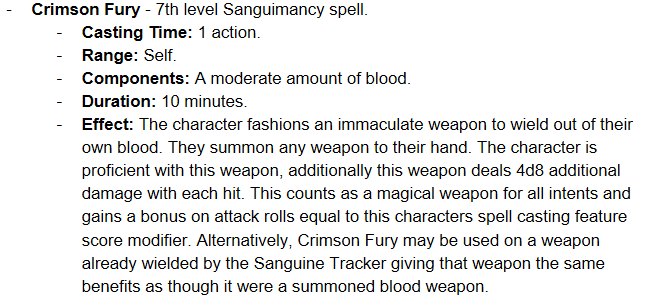 - Crimson Fury - 7th level Sanguimancy spell.
- Casting Time: 1 action.
- Range: Self.
- Components: A moderate amount of blood.
- Duration: 10 minutes.
- Effect: The character fashions an immaculate weapon to wield out of their
own blood. They summon any weapon to their hand. The character is
proficient with this weapon, additionally this weapon deals 4d8 additional
damage with each hit. This counts as a magical weapon for all intents and
gains a bonus on attack rolls equal to this characters spell casting feature
score modifier. Alternatively, Crimson Fury may be used on a weapon
already wielded by the Sanguine Tracker giving that weapon the same
benefits as though it were a summoned blood weapon.